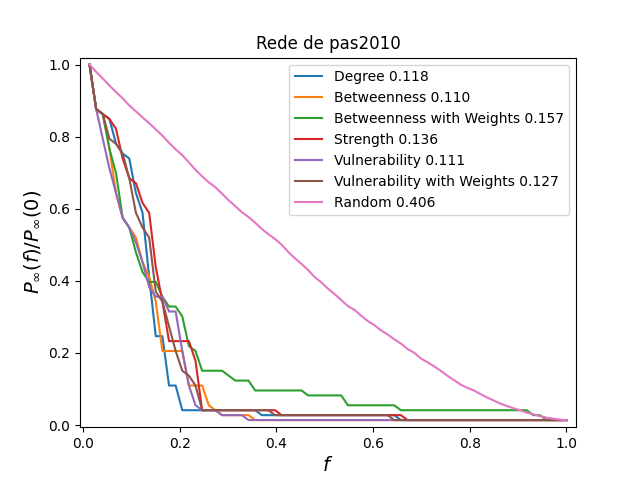 Rede de pas2010
Degree 0.118
Betweenness 0.110
Betweenness with Weights 0.157
Strength 0.136
Vulnerability 0.111
Vulnerability with Weights 0.127
Random 0.406
P∞(f)/P∞(0)
1.0
0.8
0.6
0.4
0.2
0.0
0.0 0.2 0.4 0.6 0.8 1.0
f